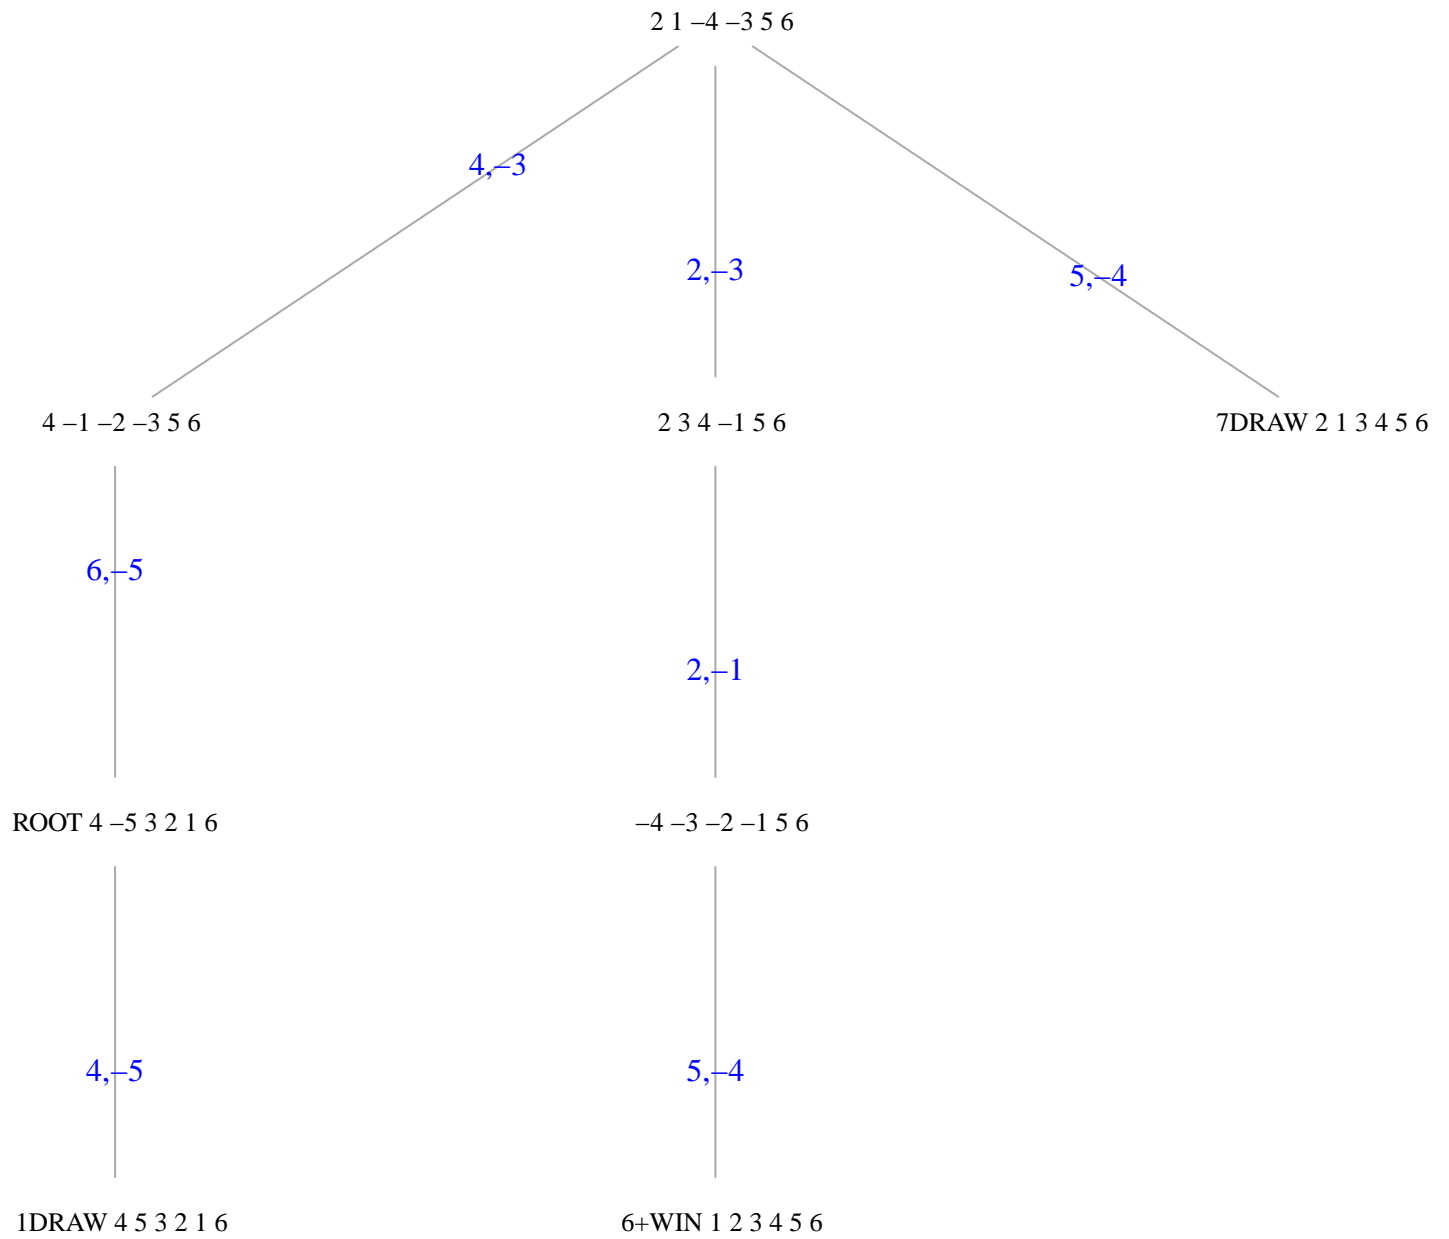 2 1 –4 –3 5 6
4,–3
2,–3
5,–4
4 –1 –2 –3 5 6
2 3 4 –1 5 6
7DRAW 2 1 3 4 5 6
6,–5
2,–1
ROOT 4 –5 3 2 1 6
–4 –3 –2 –1 5 6
4,–5
5,–4
1DRAW 4 5 3 2 1 6
6+WIN 1 2 3 4 5 6